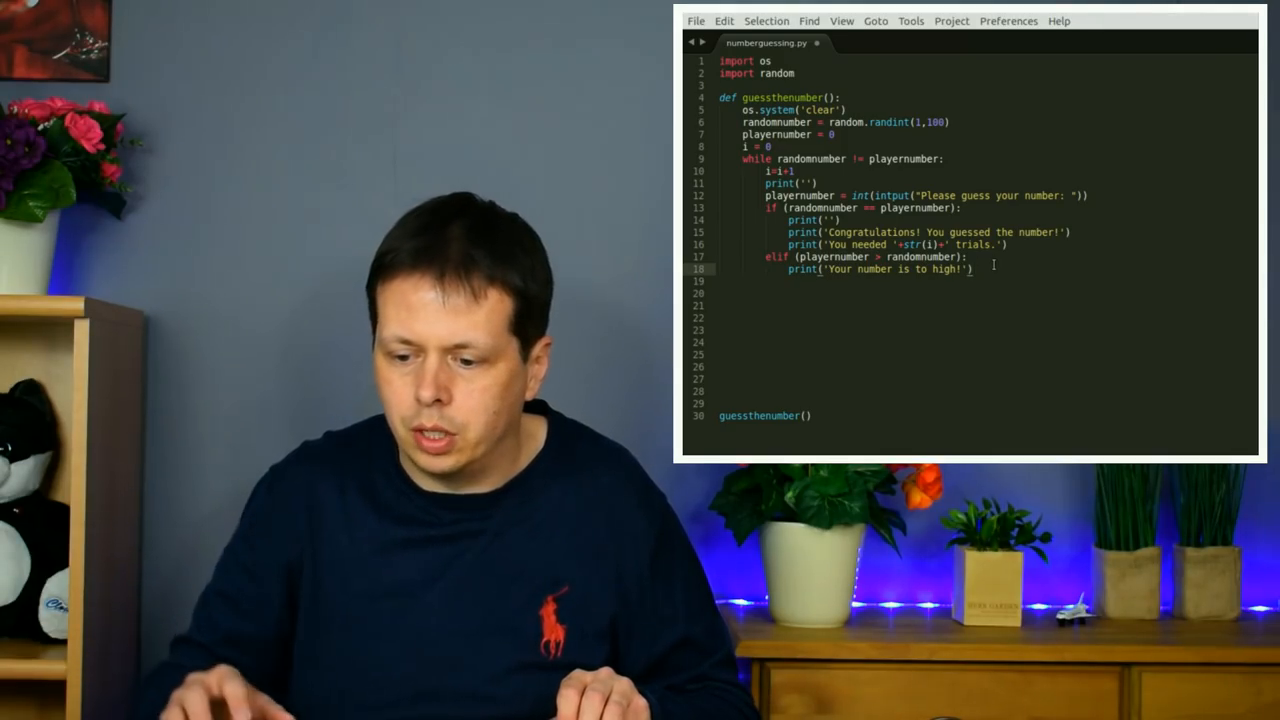 File Edit Selection Find View Goto Tools Project Preferences Help
numberguessing.py
1 import os
2 import random
3
4 def guessthenumber():
5 os.system('clear')
6 randomnumber = random.randint(1,100)
7 playernumber = 0
8 i = 0
9 while randomnumber != playernumber:
10 i=i+1
11 print('')
12 playernumber = int(intput("Please guess your number: "))
13 if (randomnumber == playernumber):
14 print('')
15 print('Congratulations! You guessed the number!')
16 print('You needed '+str(i)+' trials.')
17 elif (playernumber > randomnumber):
18 print('Your number is to high!')
19
20
21
22
23
24
25
26
27
28
29
30 guessthenumber()
HERB GARDEN